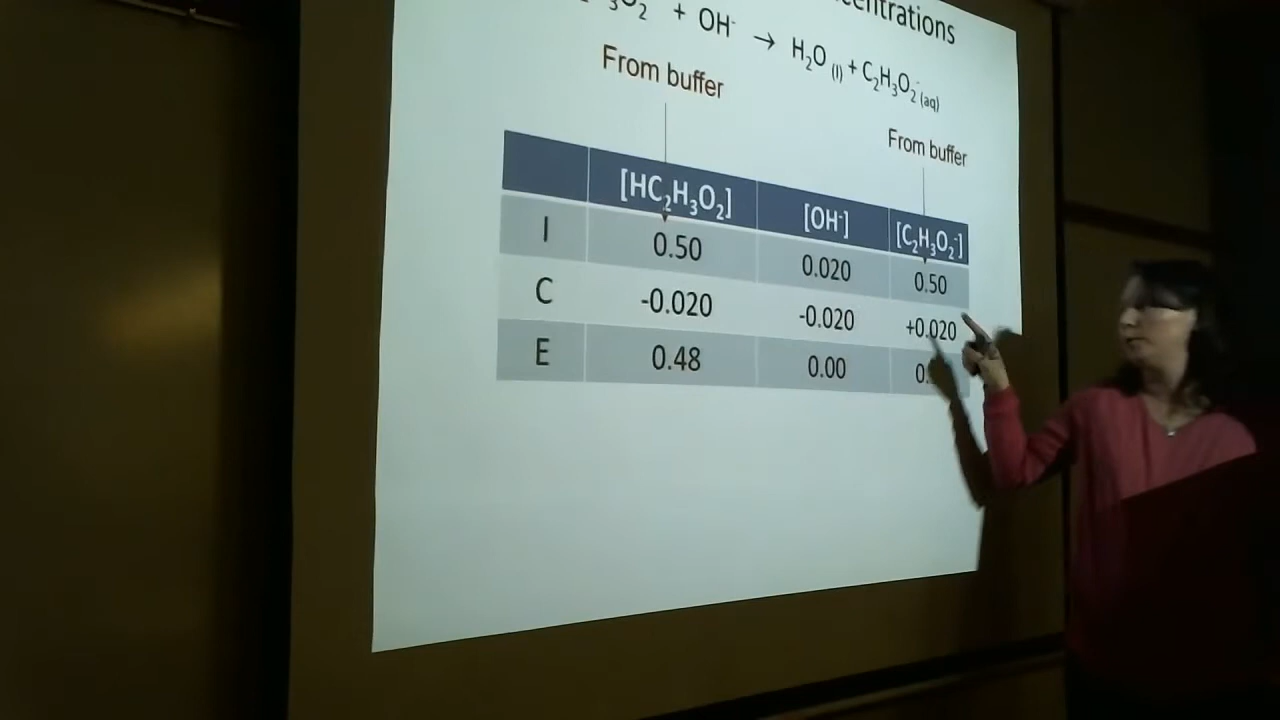 ₃O₂ + OH⁻ → H₂O (l) + C₂H₃O₂⁻ (aq)
From buffer
From buffer
[HC₂H₃O₂] [OH⁻] [C₂H₃O₂⁻]
I 0.50 0.020 0.50
C -0.020 -0.020 +0.020
E 0.48 0.00